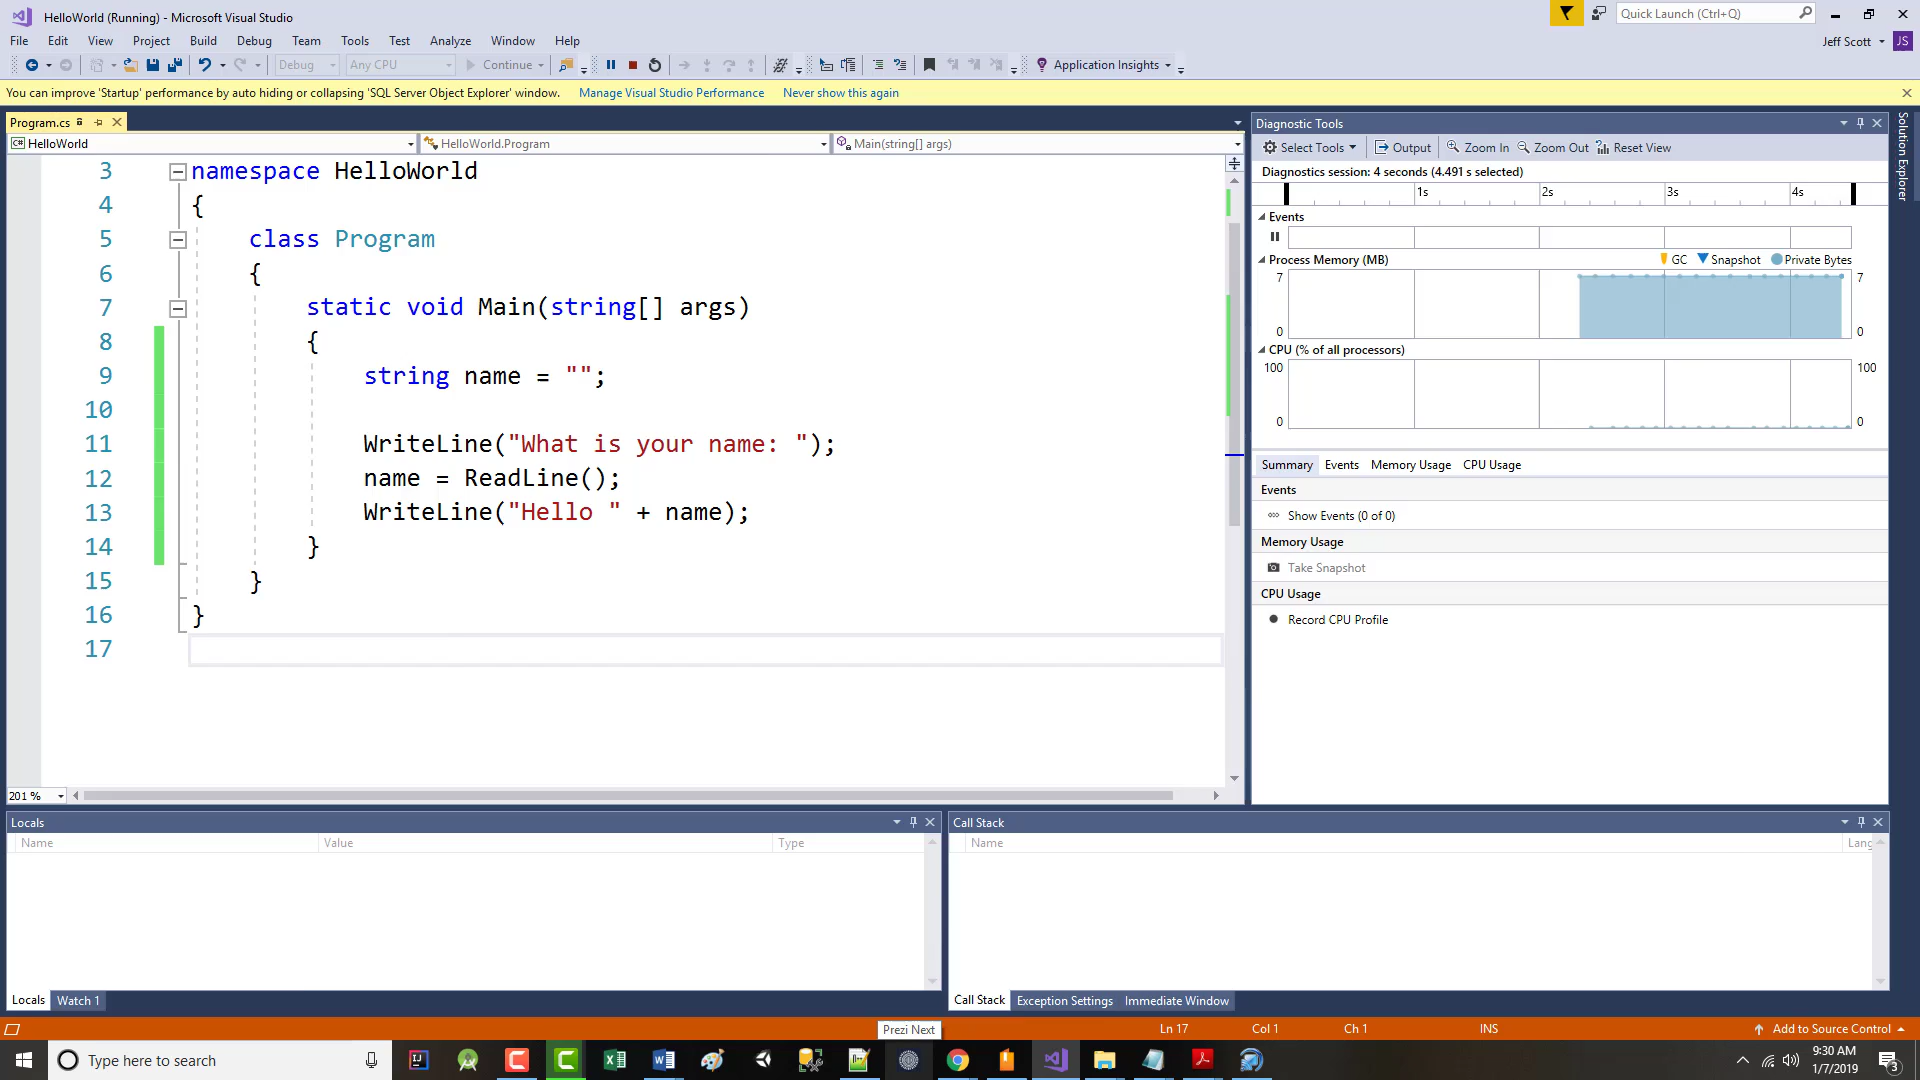 HelloWorld (Running) - Microsoft Visual Studio
Quick Launch (Ctrl+Q)
File Edit View Project Build Debug Team Tools Test Analyze Window Help
Jeff Scott JS
Debug Any CPU Continue Application Insights
You can improve 'Startup' performance by auto hiding or collapsing 'SQL Server Object Explorer' window. Manage Visual Studio Performance Never show this again
Program.cs
HelloWorld HelloWorld.Program Main(string[] args)
3 namespace HelloWorld
4 {
5 class Program
6 {
7 static void Main(string[] args)
8 {
9 string name = "";
10
11 WriteLine("What is your name: ");
12 name = ReadLine();
13 WriteLine("Hello " + name);
14 }
15 }
16 }
17
201 %
Diagnostic Tools
Select Tools Output Zoom In Zoom Out Reset View
Diagnostics session: 4 seconds (4.491 s selected)
1s 2s 3s 4s
Events
Process Memory (MB) GC Snapshot Private Bytes
7 7
0 0
CPU (% of all processors)
100 100
0 0
Summary Events Memory Usage CPU Usage
Events
Show Events (0 of 0)
Memory Usage
Take Snapshot
CPU Usage
Record CPU Profile
Solution Explorer
Locals
Name Value Type
Locals Watch 1
Call Stack
Name Lang
Call Stack Exception Settings Immediate Window
Prezi Next
Ln 17 Col 1 Ch 1 INS Add to Source Control
Type here to search
9:30 AM
1/7/2019
3